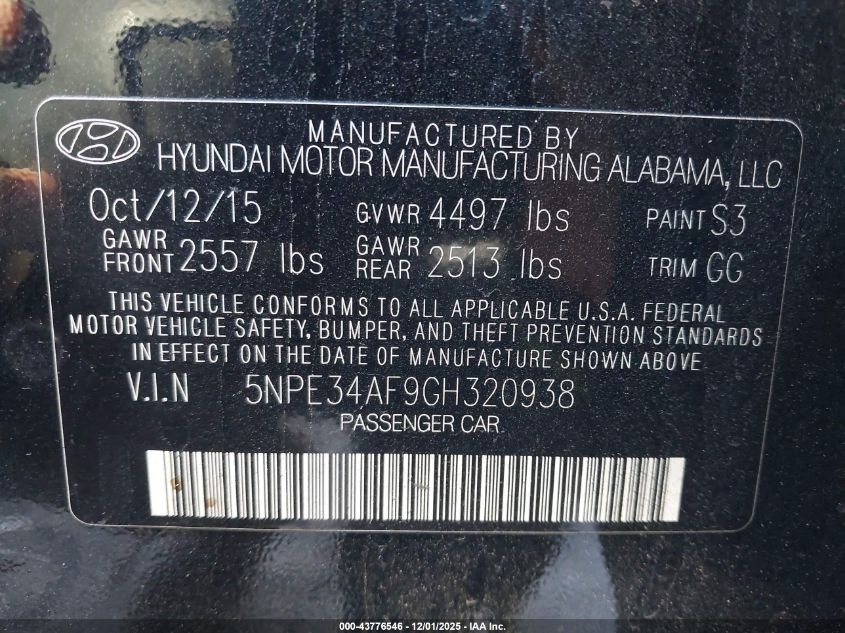 MANUFACTURED BY
HYUNDAI MOTOR MANUFACTURING ALABAMA, LLC
Oct/12/15 GVWR 4497 lbs PAINT S3
GAWR FRONT 2557 lbs GAWR REAR 2513 lbs TRIM GG
THIS VEHICLE CONFORMS TO ALL APPLICABLE U.S.A. FEDERAL
MOTOR VEHICLE SAFETY, BUMPER, AND THEFT PREVENTION STANDARDS
IN EFFECT ON THE DATE OF MANUFACTURE SHOWN ABOVE
V.I.N 5NPE34AF9GH320938
PASSENGER CAR
000-43776546 - 12/01/2025 - IAA Inc.